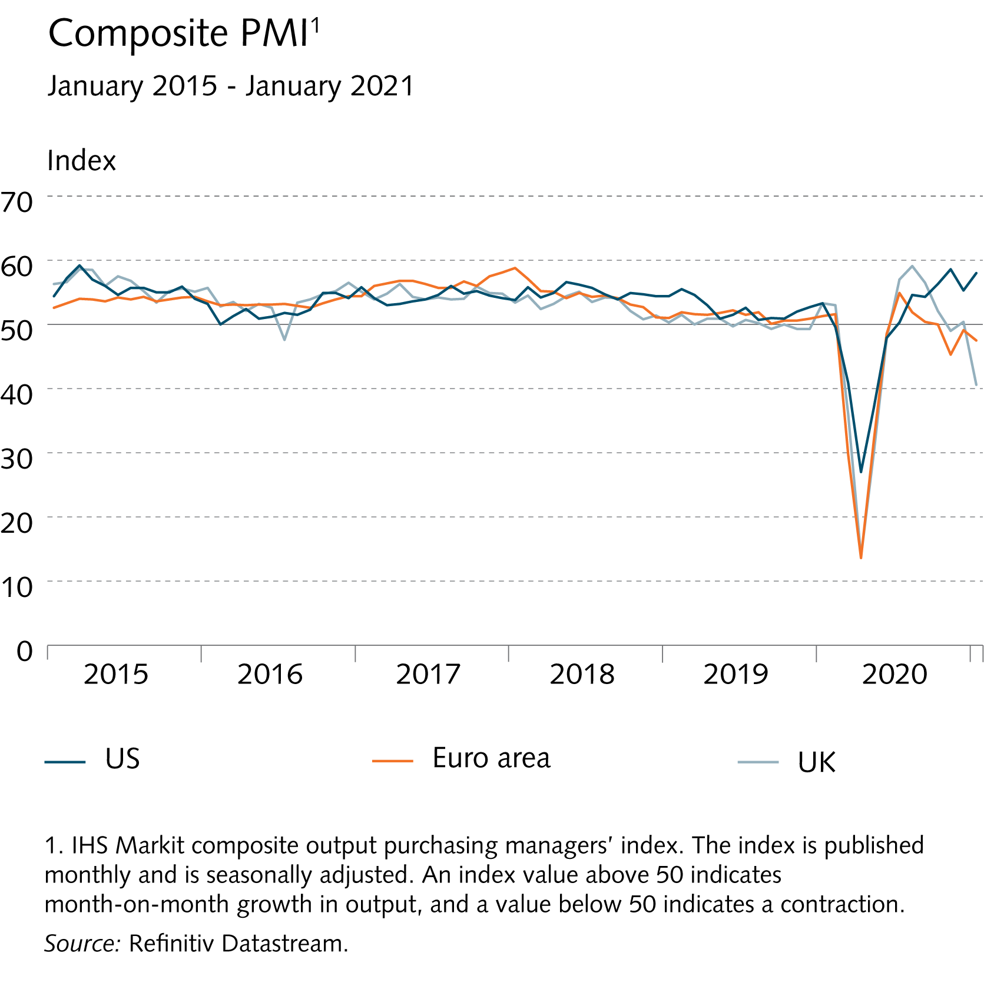 Composite PMI¹
January 2015 - January 2021
Index
70
60
50
40
30
20
10
0
2015 2016 2017 2018 2019 2020
US Euro area UK
1. IHS Markit composite output purchasing managers’ index. The index is published
monthly and is seasonally adjusted. An index value above 50 indicates
month-on-month growth in output, and a value below 50 indicates a contraction.
Source: Refinitiv Datastream.